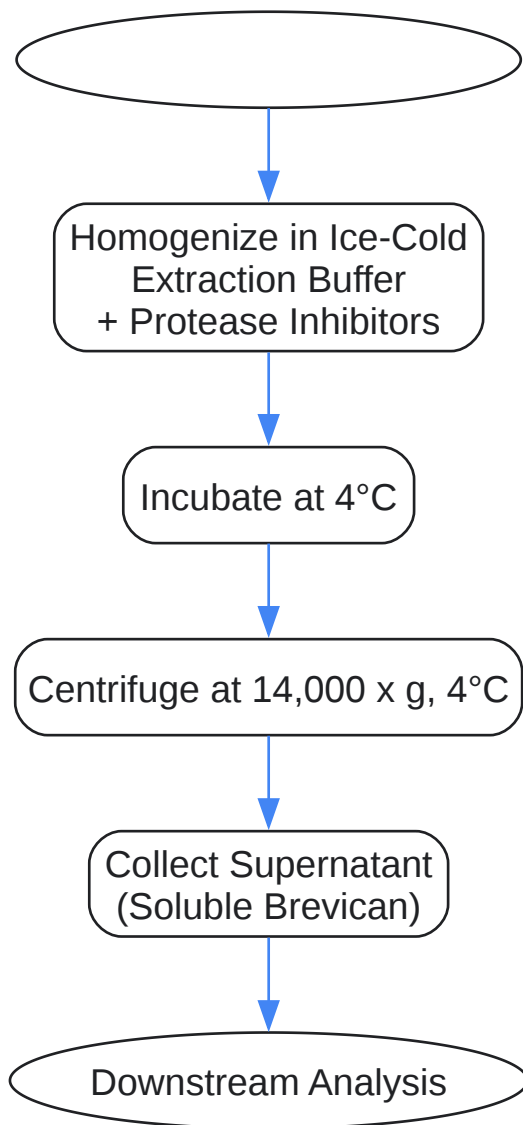 Homogenize in Ice-Cold
Extraction Buffer
+ Protease Inhibitors
Incubate at 4°C
Centrifuge at 14,000 x g, 4°C
Collect Supernatant
(Soluble Brevican)
Downstream Analysis